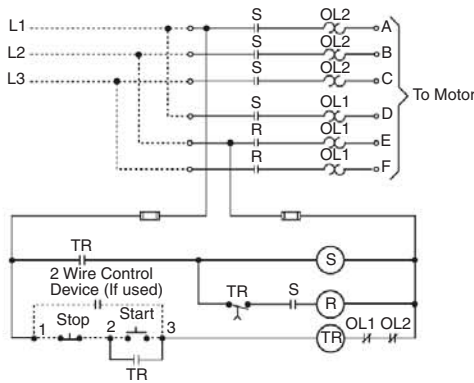 L1 S OL2 A
L2 S OL2 B
L3 S OL2 C
To Motor
S OL1 D
R OL1 E
R OL1 F
TR S
2 Wire Control
Device (If used)
TR S R
1 Stop 2 Start 3 TR OL1 OL2
TR